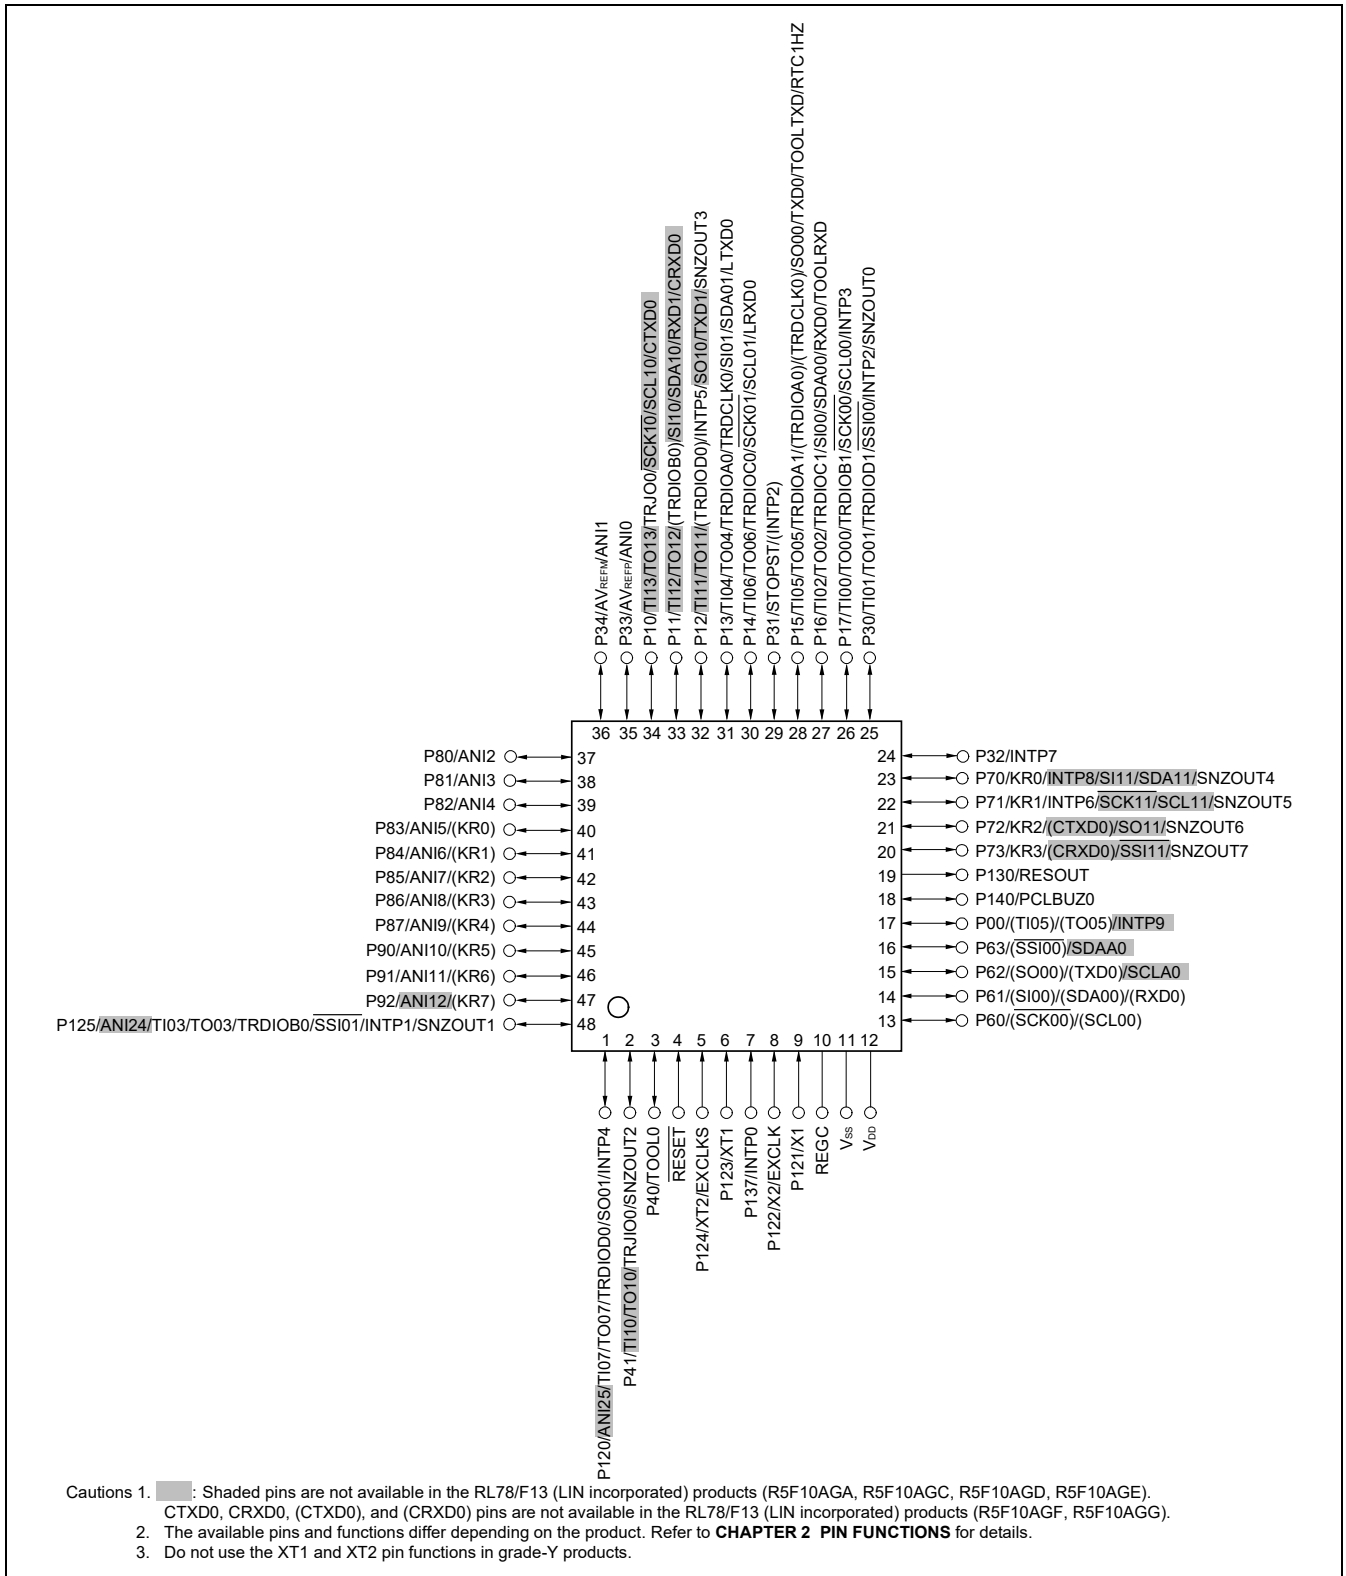 P34/AVREFM/ANI1
P33/AVREFP/ANI0
P10/TI13/TO13/TRJO0/SCK10/SCL10/CTXD0
P11/TI12/TO12/(TRDIOB0)/SI10/SDA10/RXD1/CRXD0
P12/TI11/TO11/(TRDIOD0)/INTP5/SO10/TXD1/SNZOUT3
P13/TI04/TO04/TRDIOA0/TRDCLK0/SI01/SDA01/LTXD0
P14/TI06/TO06/TRDIOC0/SCK01/SCL01/LRXD0
P31/STOPST/(INTP2)
P15/TI05/TO05/TRDIOA1/(TRDIOA0)/(TRDCLK0)/SO00/TXD0/TOOLTXD/RTC1HZ
P16/TI02/TO02/TRDIOC1/SI00/SDA00/RXD0/TOOLRXD
P17/TI00/TO00/TRDIOB1/SCK00/SCL00/INTP3
P30/TI01/TO01/TRDIOD1/SSI00/INTP2/SNZOUT0
36 35 34 33 32 31 30 29 28 27 26 25
P80/ANI2 37
P81/ANI3 38
P82/ANI4 39
P83/ANI5/(KR0) 40
P84/ANI6/(KR1) 41
P85/ANI7/(KR2) 42
P86/ANI8/(KR3) 43
P87/ANI9/(KR4) 44
P90/ANI10/(KR5) 45
P91/ANI11/(KR6) 46
P92/ANI12/(KR7) 47
P125/ANI24/TI03/TO03/TRDIOB0/SSI01/INTP1/SNZOUT1 48
24 P32/INTP7
23 P70/KR0/INTP8/SI11/SDA11/SNZOUT4
22 P71/KR1/INTP6/SCK11/SCL11/SNZOUT5
21 P72/KR2/(CTXD0)/SO11/SNZOUT6
20 P73/KR3/(CRXD0)/SSI11/SNZOUT7
19 P130/RESOUT
18 P140/PCLBUZ0
17 P00/(TI05)/(TO05)/INTP9
16 P63/(SSI00)/SDAA0
15 P62/(SO00)/(TXD0)/SCLA0
14 P61/(SI00)/(SDA00)/(RXD0)
13 P60/(SCK00)/(SCL00)
1 2 3 4 5 6 7 8 9 10 11 12
P120/ANI25/TI07/TO07/TRDIOD0/SO01/INTP4
P41/TI10/TO10/TRJIO0/SNZOUT2
P40/TOOL0
RESET
P124/XT2/EXCLKS
P123/XT1
P137/INTP0
P122/X2/EXCLK
P121/X1
REGC
VSS
VDD
Cautions 1. : Shaded pins are not available in the RL78/F13 (LIN incorporated) products (R5F10AGA, R5F10AGC, R5F10AGD, R5F10AGE).
CTXD0, CRXD0, (CTXD0), and (CRXD0) pins are not available in the RL78/F13 (LIN incorporated) products (R5F10AGF, R5F10AGG).
2. The available pins and functions differ depending on the product. Refer to CHAPTER 2 PIN FUNCTIONS for details.
3. Do not use the XT1 and XT2 pin functions in grade-Y products.